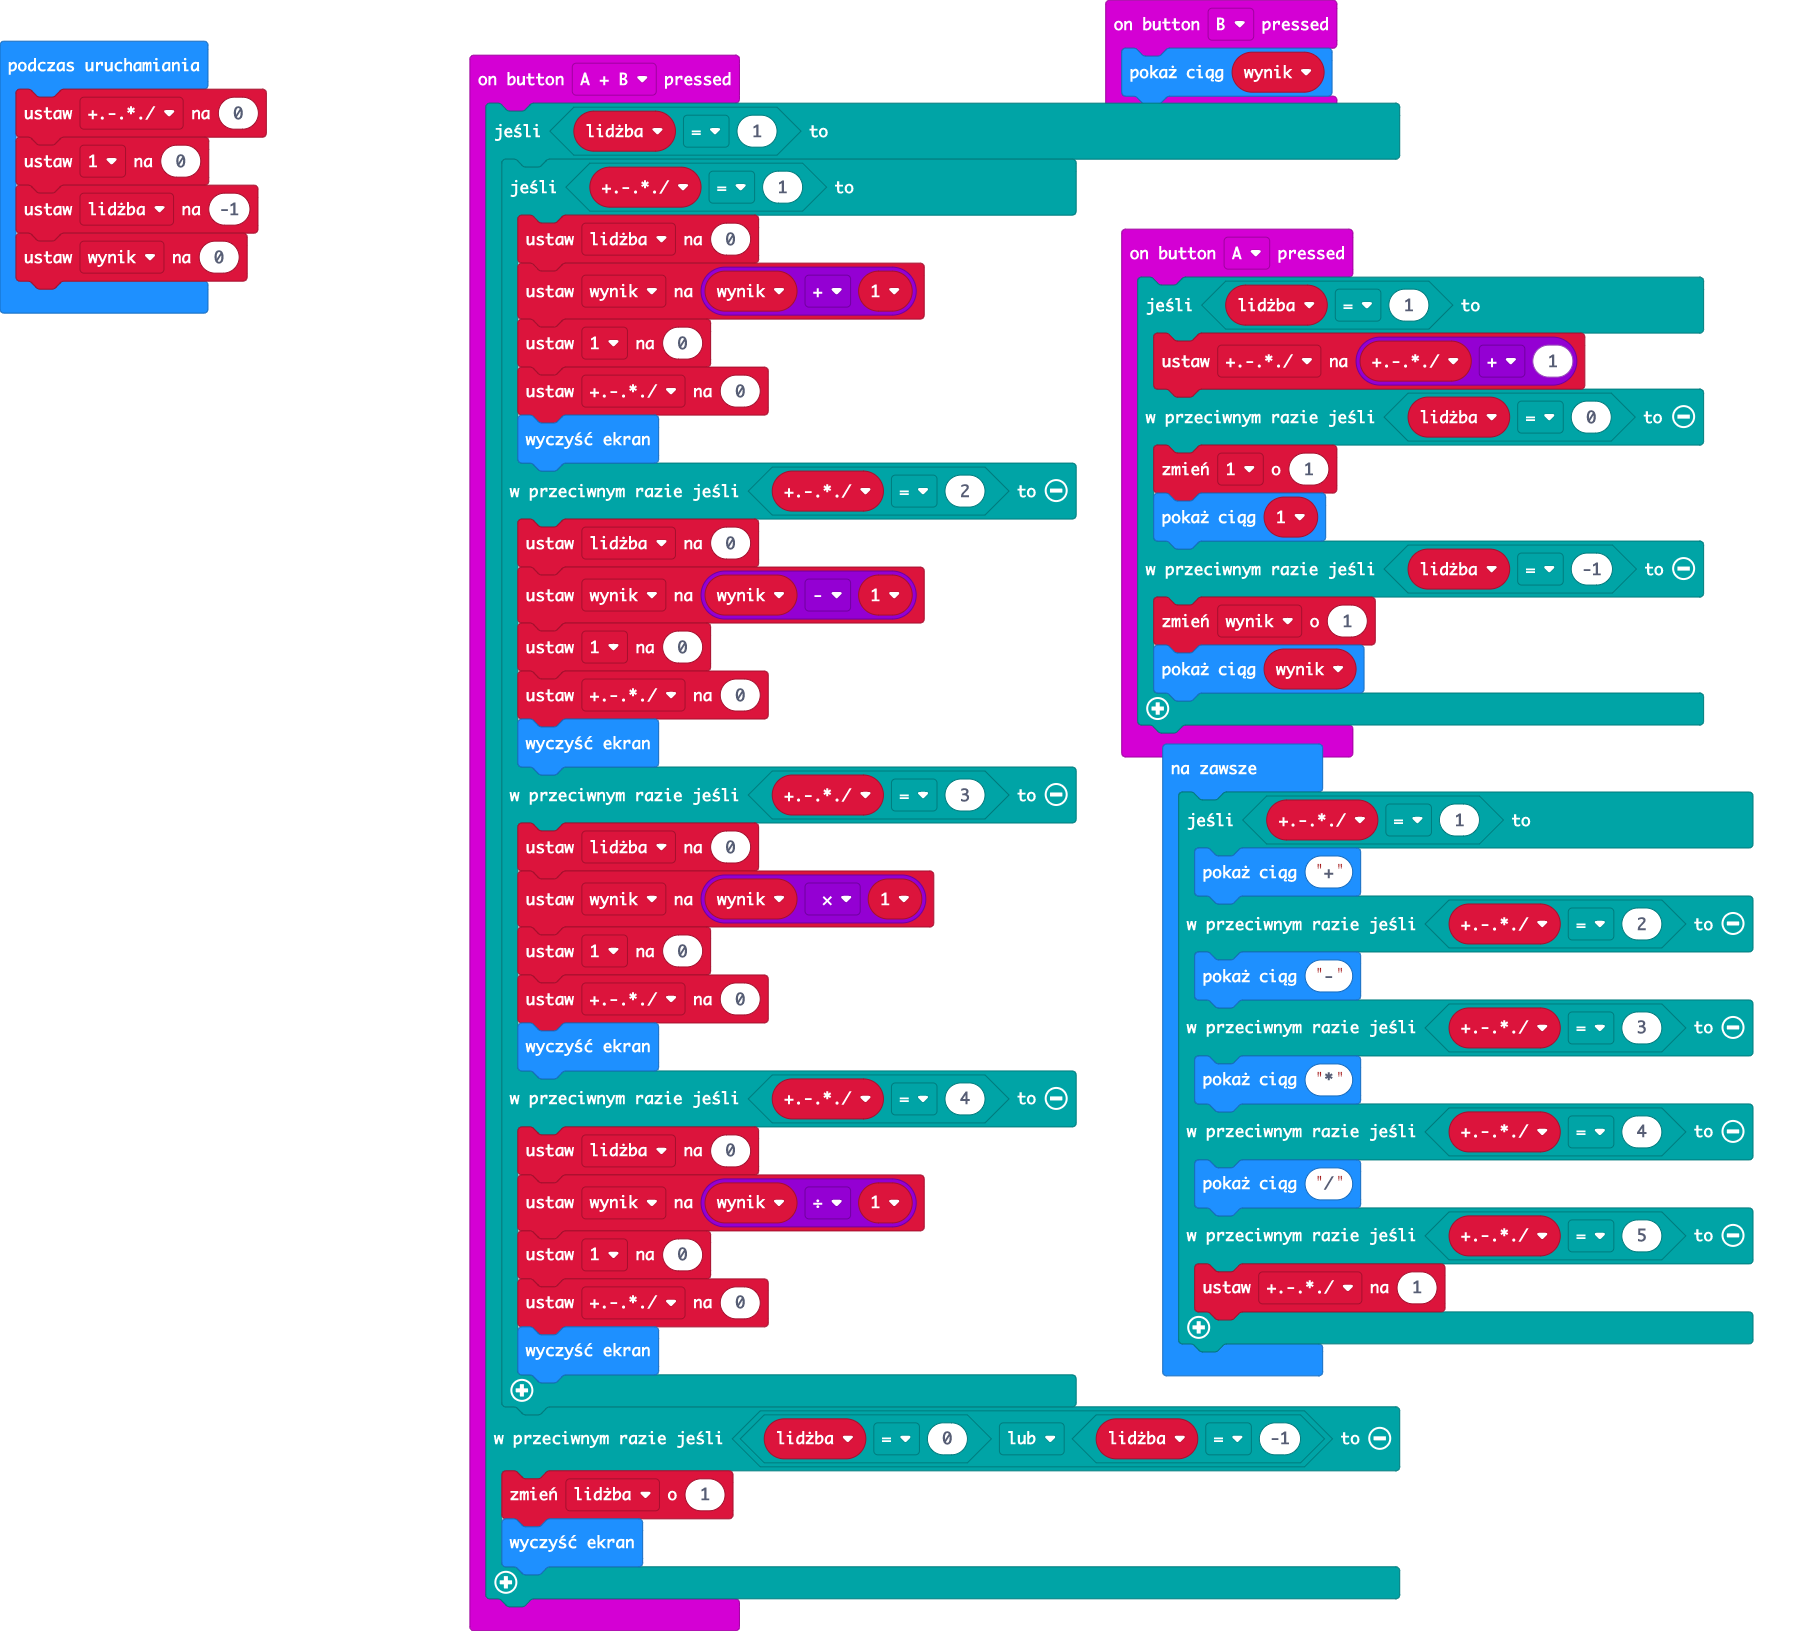 podczas uruchamiania
ustaw +.-.*./ na 0
ustaw 1 na 0
ustaw lidżba na -1
ustaw wynik na 0
on button A + B pressed
jeśli lidżba = 1 to
jeśli +.-.*./ = 1 to
ustaw lidżba na 0
ustaw wynik na wynik + 1
ustaw 1 na 0
ustaw +.-.*./ na 0
wyczyść ekran
w przeciwnym razie jeśli +.-.*./ = 2 to
ustaw lidżba na 0
ustaw wynik na wynik - 1
ustaw 1 na 0
ustaw +.-.*./ na 0
wyczyść ekran
w przeciwnym razie jeśli +.-.*./ = 3 to
ustaw lidżba na 0
ustaw wynik na wynik × 1
ustaw 1 na 0
ustaw +.-.*./ na 0
wyczyść ekran
w przeciwnym razie jeśli +.-.*./ = 4 to
ustaw lidżba na 0
ustaw wynik na wynik ÷ 1
ustaw 1 na 0
ustaw +.-.*./ na 0
wyczyść ekran
w przeciwnym razie jeśli lidżba = 0 lub lidżba = -1 to
zmień lidżba o 1
wyczyść ekran
on button B pressed
pokaż ciąg wynik
on button A pressed
jeśli lidżba = 1 to
ustaw +.-.*./ na +.-.*./ + 1
w przeciwnym razie jeśli lidżba = 0 to
zmień 1 o 1
pokaż ciąg 1
w przeciwnym razie jeśli lidżba = -1 to
zmień wynik o 1
pokaż ciąg wynik
na zawsze
jeśli +.-.*./ = 1 to
pokaż ciąg "+"
w przeciwnym razie jeśli +.-.*./ = 2 to
pokaż ciąg "-"
w przeciwnym razie jeśli +.-.*./ = 3 to
pokaż ciąg "*"
w przeciwnym razie jeśli +.-.*./ = 4 to
pokaż ciąg "/"
w przeciwnym razie jeśli +.-.*./ = 5 to
ustaw +.-.*./ na 1